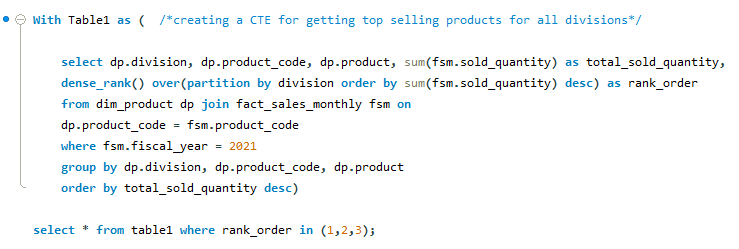 With Table1 as (  /*creating a CTE for getting top selling products for all divisions*/
select dp.division, dp.product_code, dp.product, sum(fsm.sold_quantity) as total_sold_quantity,
dense_rank() over(partition by division order by sum(fsm.sold_quantity) desc) as rank_order
from dim_product dp join fact_sales_monthly fsm on
dp.product_code = fsm.product_code
where fsm.fiscal_year = 2021
group by dp.division, dp.product_code, dp.product
order by total_sold_quantity desc)
select * from table1 where rank_order in (1,2,3);